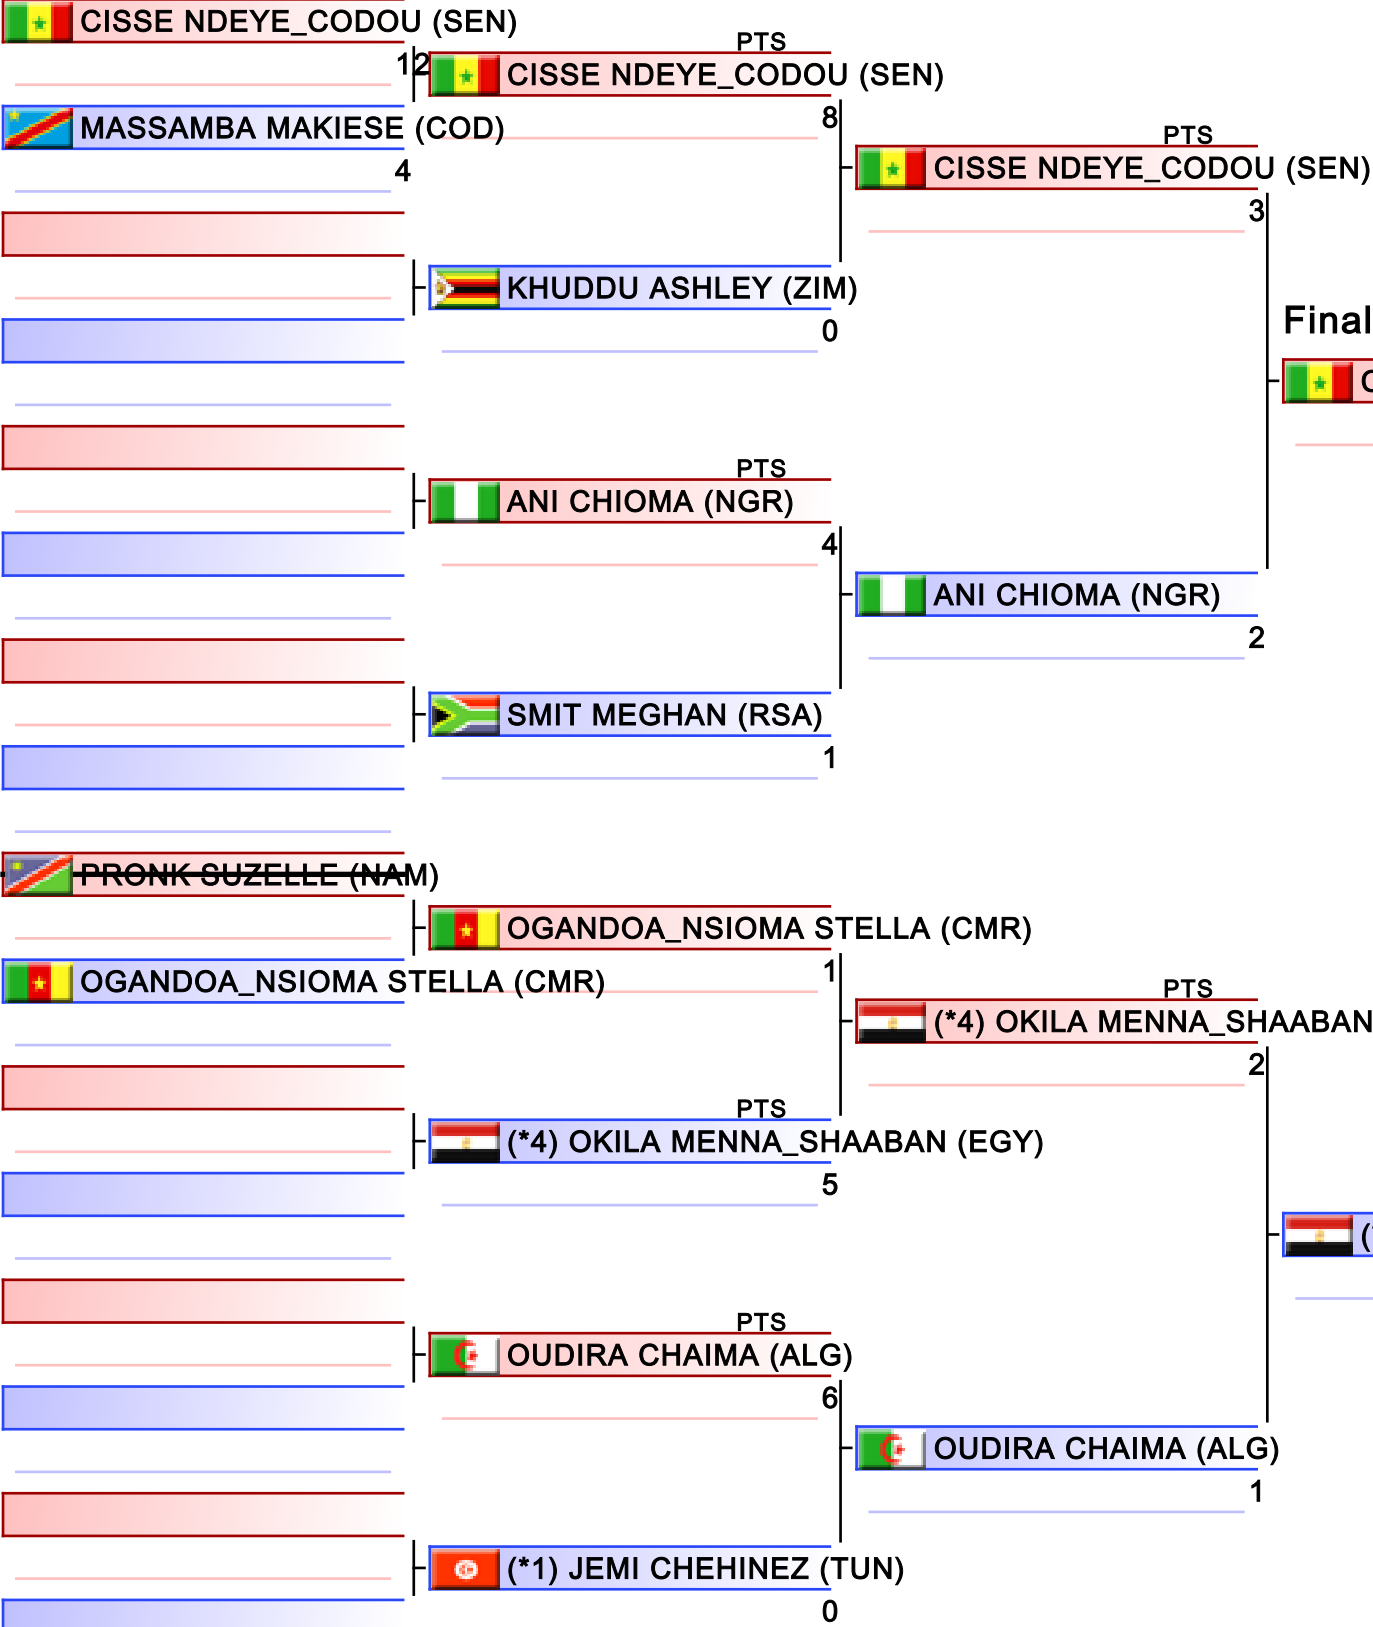 CISSE NDEYE_CODOU (SEN)
12
MASSAMBA MAKIESE (COD)
4
PRONK SUZELLE (NAM)
OGANDOA_NSIOMA STELLA (CMR)
PTS
CISSE NDEYE_CODOU (SEN)
8
KHUDDU ASHLEY (ZIM)
0
PTS
ANI CHIOMA (NGR)
4
SMIT MEGHAN (RSA)
1
OGANDOA_NSIOMA STELLA (CMR)
1
PTS
(*4) OKILA MENNA_SHAABAN (EGY)
5
PTS
OUDIRA CHAIMA (ALG)
6
(*1) JEMI CHEHINEZ (TUN)
0
PTS
CISSE NDEYE_CODOU (SEN)
3
ANI CHIOMA (NGR)
2
PTS
(*4) OKILA MENNA_SHAABAN
2
OUDIRA CHAIMA (ALG)
1
Final